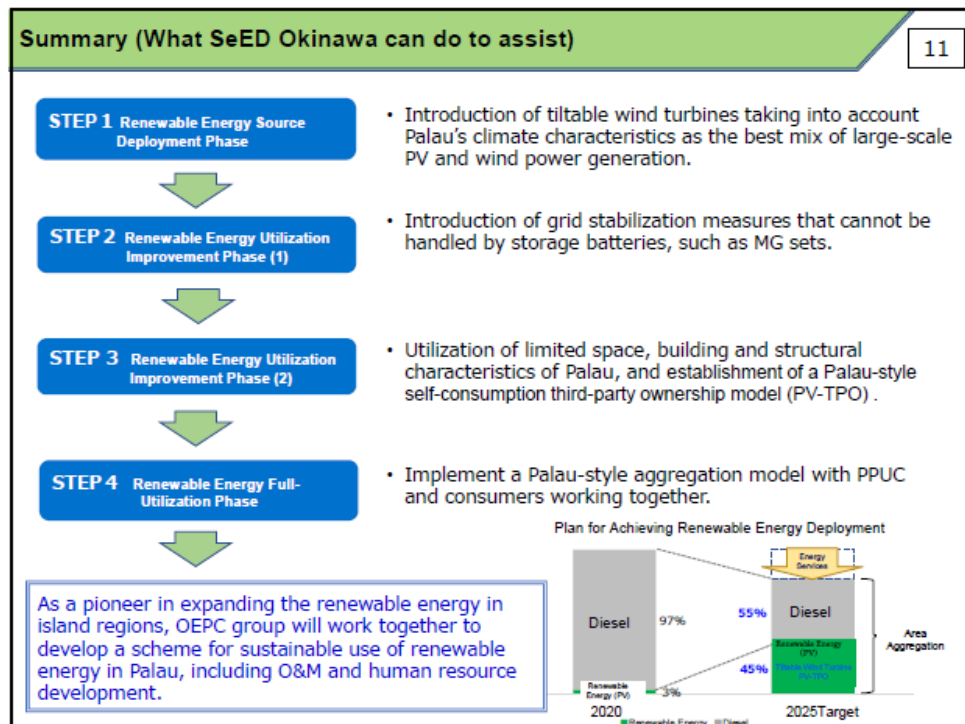 Summary (What SeED Okinawa can do to assist)
11
STEP 1 Renewable Energy Source
Deployment Phase
• Introduction of tiltable wind turbines taking into account
Palau's climate characteristics as the best mix of large-scale
PV and wind power generation.
STEP 2 Renewable Energy Utilization
Improvement Phase (1)
• Introduction of grid stabilization measures that cannot be
handled by storage batteries, such as MG sets.
STEP 3 Renewable Energy Utilization
Improvement Phase (2)
• Utilization of limited space, building and structural
characteristics of Palau, and establishment of a Palau-style
self-consumption third-party ownership model (PV-TPO) .
STEP 4 Renewable Energy Full-
Utilization Phase
• Implement a Palau-style aggregation model with PPUC
and consumers working together.
As a pioneer in expanding the renewable energy in
island regions, OEPC group will work together to
develop a scheme for sustainable use of renewable
energy in Palau, including O&M and human resource
development.
Plan for Achieving Renewable Energy Deployment
Energy
Services
Diesel
97%
55%
Diesel
Renewable Energy
(PV)
45%
Tiltable Wind Turbine
PV-TPO
Area
Aggregation
Renewable
Energy (PV)
3%
2020
2025Target
Renewable Energy
Diesel